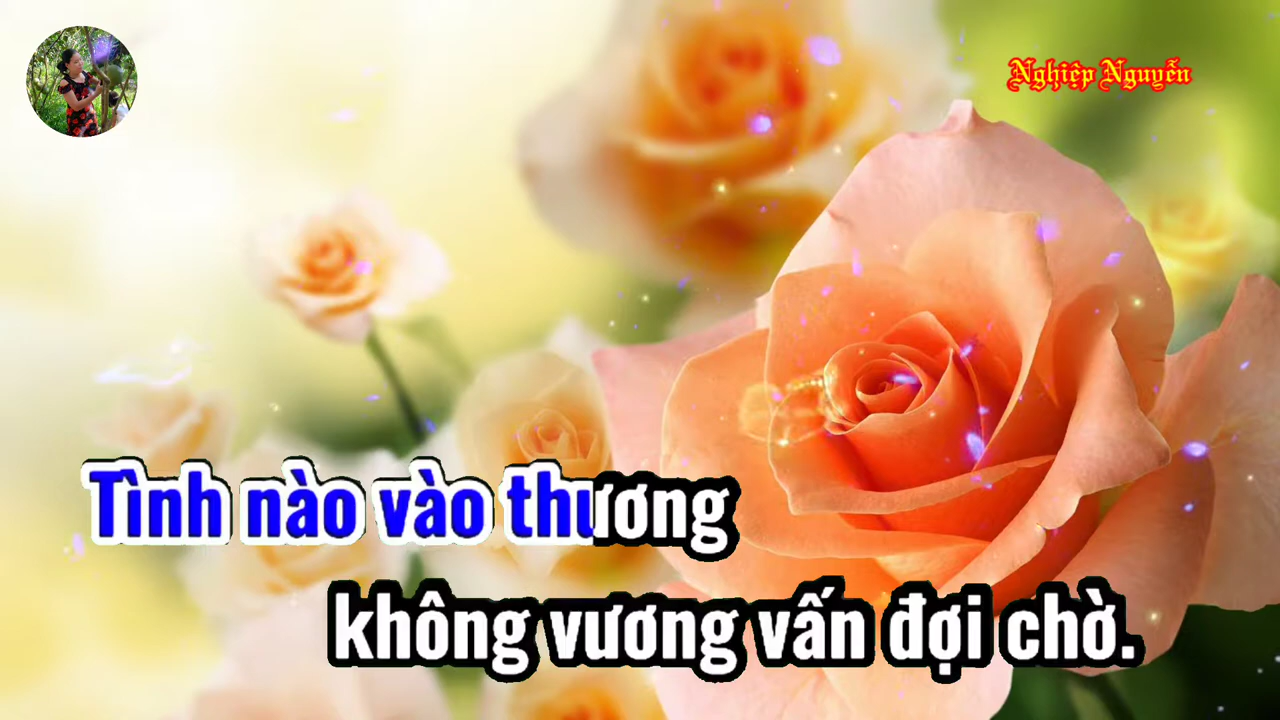 Nghiệp Nguyễn
Tình nào vào thương
không vương vấn đợi chờ.